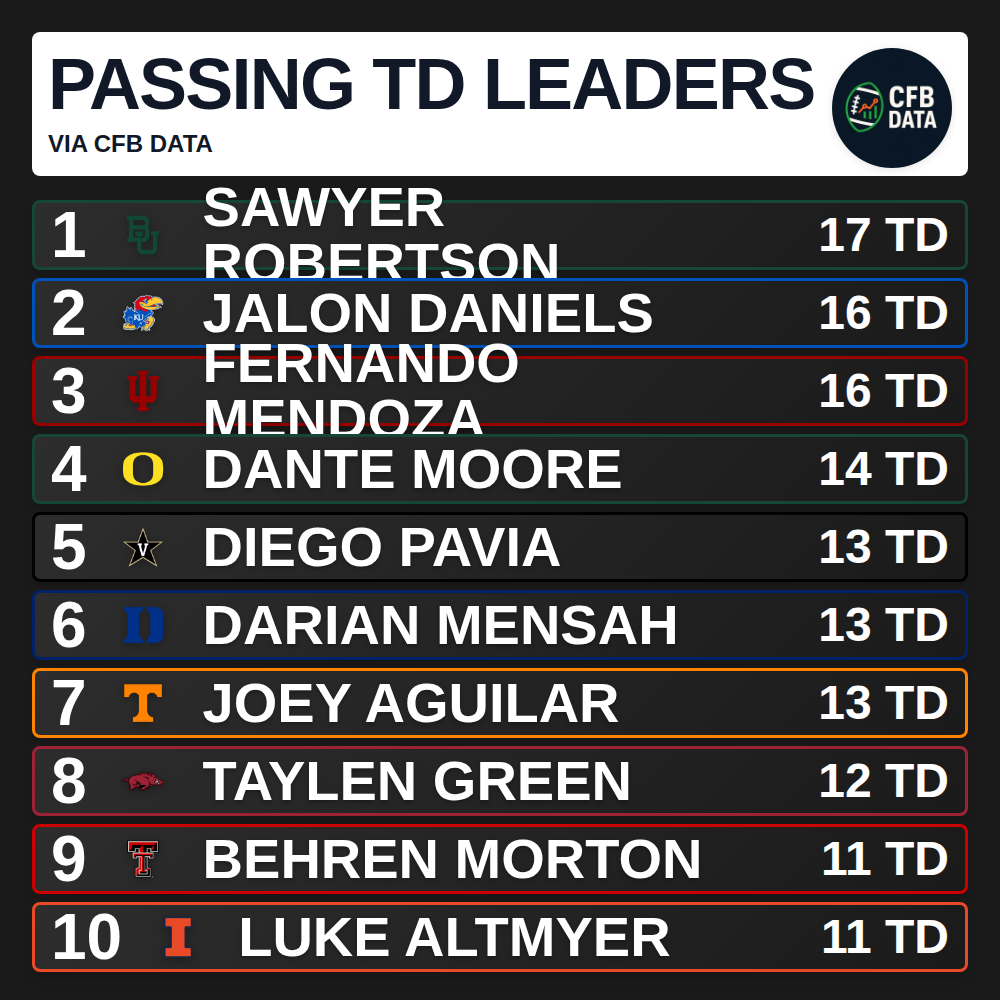 PASSING TD LEADERS
VIA CFB DATA
CFB
DATA
1 SAWYER
ROBERTSON 17 TD
2 KU JALON DANIELS 16 TD
3 FERNANDO
MENDOZA 16 TD
4 O DANTE MOORE 14 TD
5 V DIEGO PAVIA 13 TD
6 D DARIAN MENSAH 13 TD
7 T JOEY AGUILAR 13 TD
8 TAYLEN GREEN 12 TD
9 T BEHREN MORTON 11 TD
10 I LUKE ALTMYER 11 TD